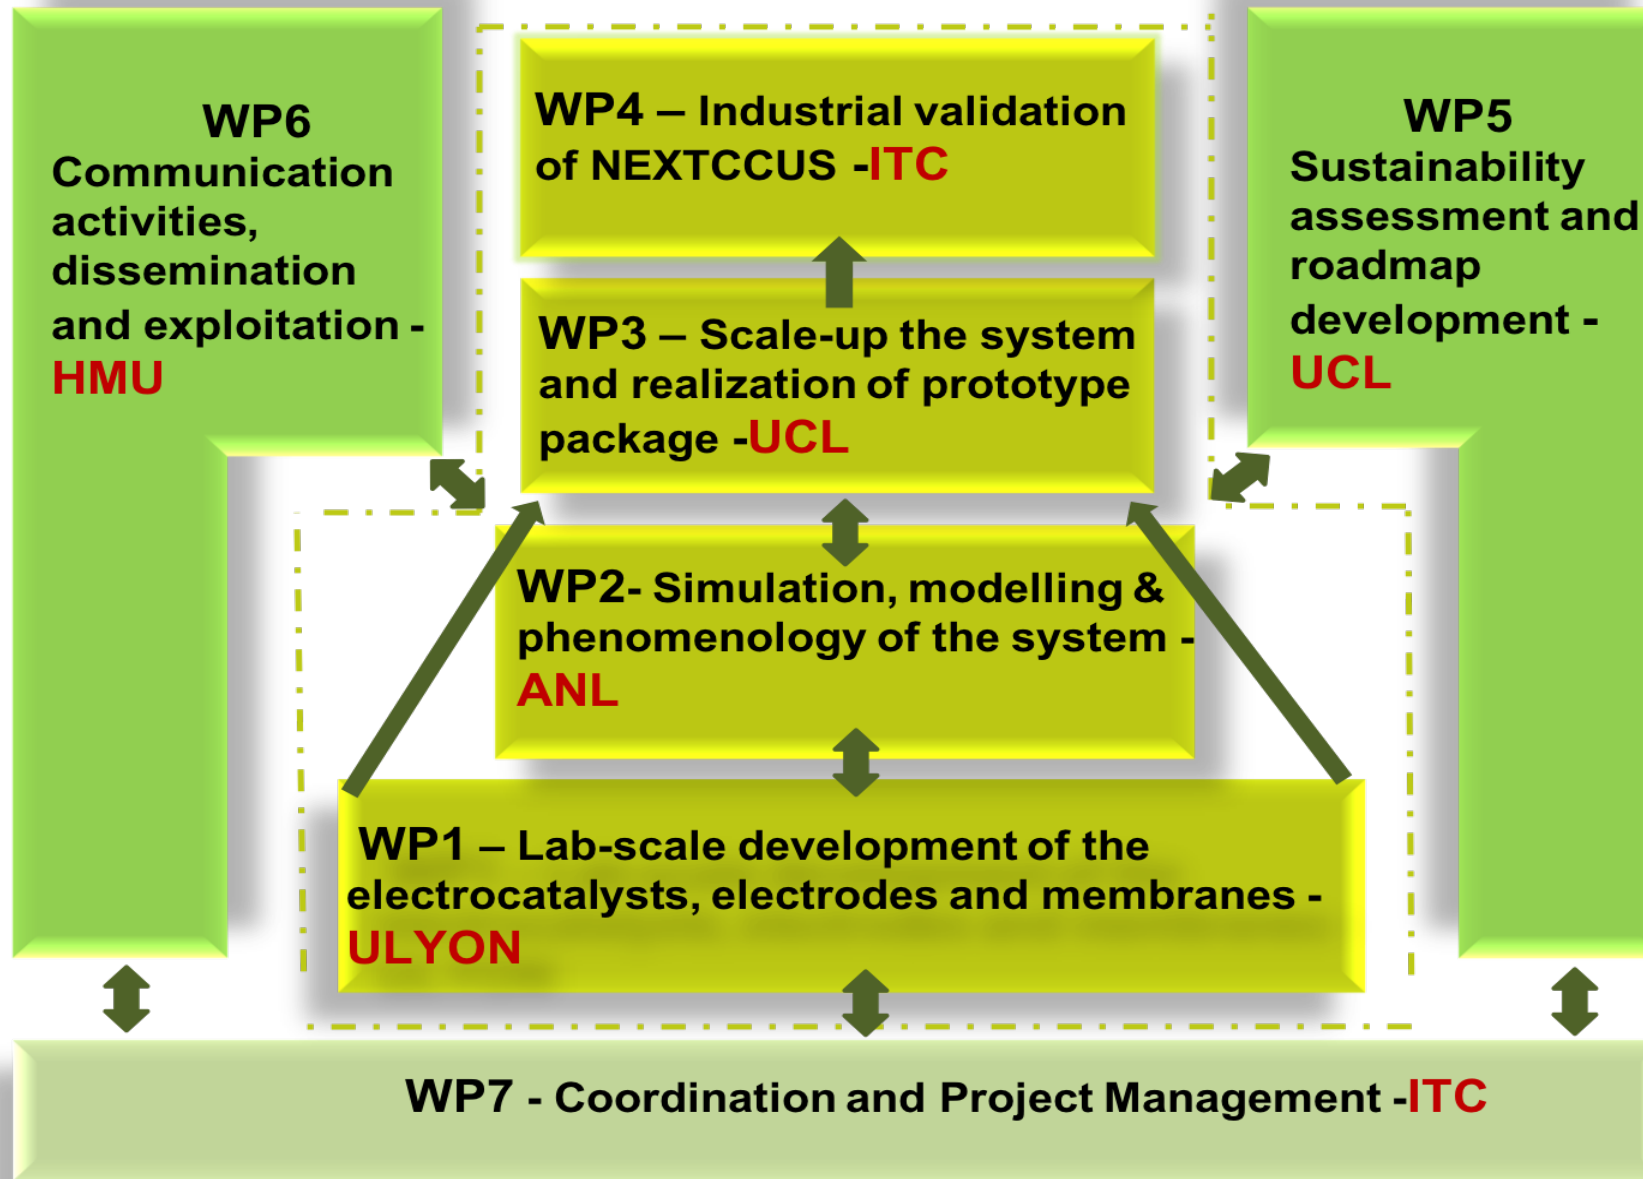 WP6
Communication
activities,
dissemination
and exploitation -
HMU
WP4 – Industrial validation
of NEXTCCUS -ITC
WP5
Sustainability
assessment and
roadmap
development -
UCL
WP3 – Scale-up the system
and realization of prototype
package -UCL
WP2- Simulation, modelling &
phenomenology of the system -
ANL
WP1 – Lab-scale development of the
electrocatalysts, electrodes and membranes -
ULYON
WP7 - Coordination and Project Management -ITC